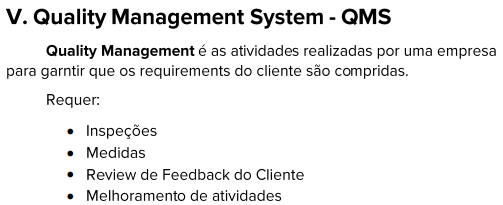 V. Quality Management System - QMS
Quality Management é as atividades realizadas por uma empresa
para garntir que os requirements do cliente são compridas.
Requer:
• Inspeções
• Medidas
• Review de Feedback do Cliente
• Melhoramento de atividades